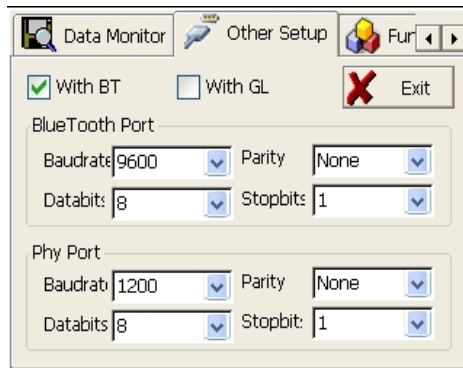 Data Monitor Other Setup Fur
With BT With GL Exit
BlueTooth Port
Baudrate 9600 Parity None
Databits 8 Stopbits 1
Phy Port
Baudrat 1200 Parity None
Databits 8 Stopbit: 1